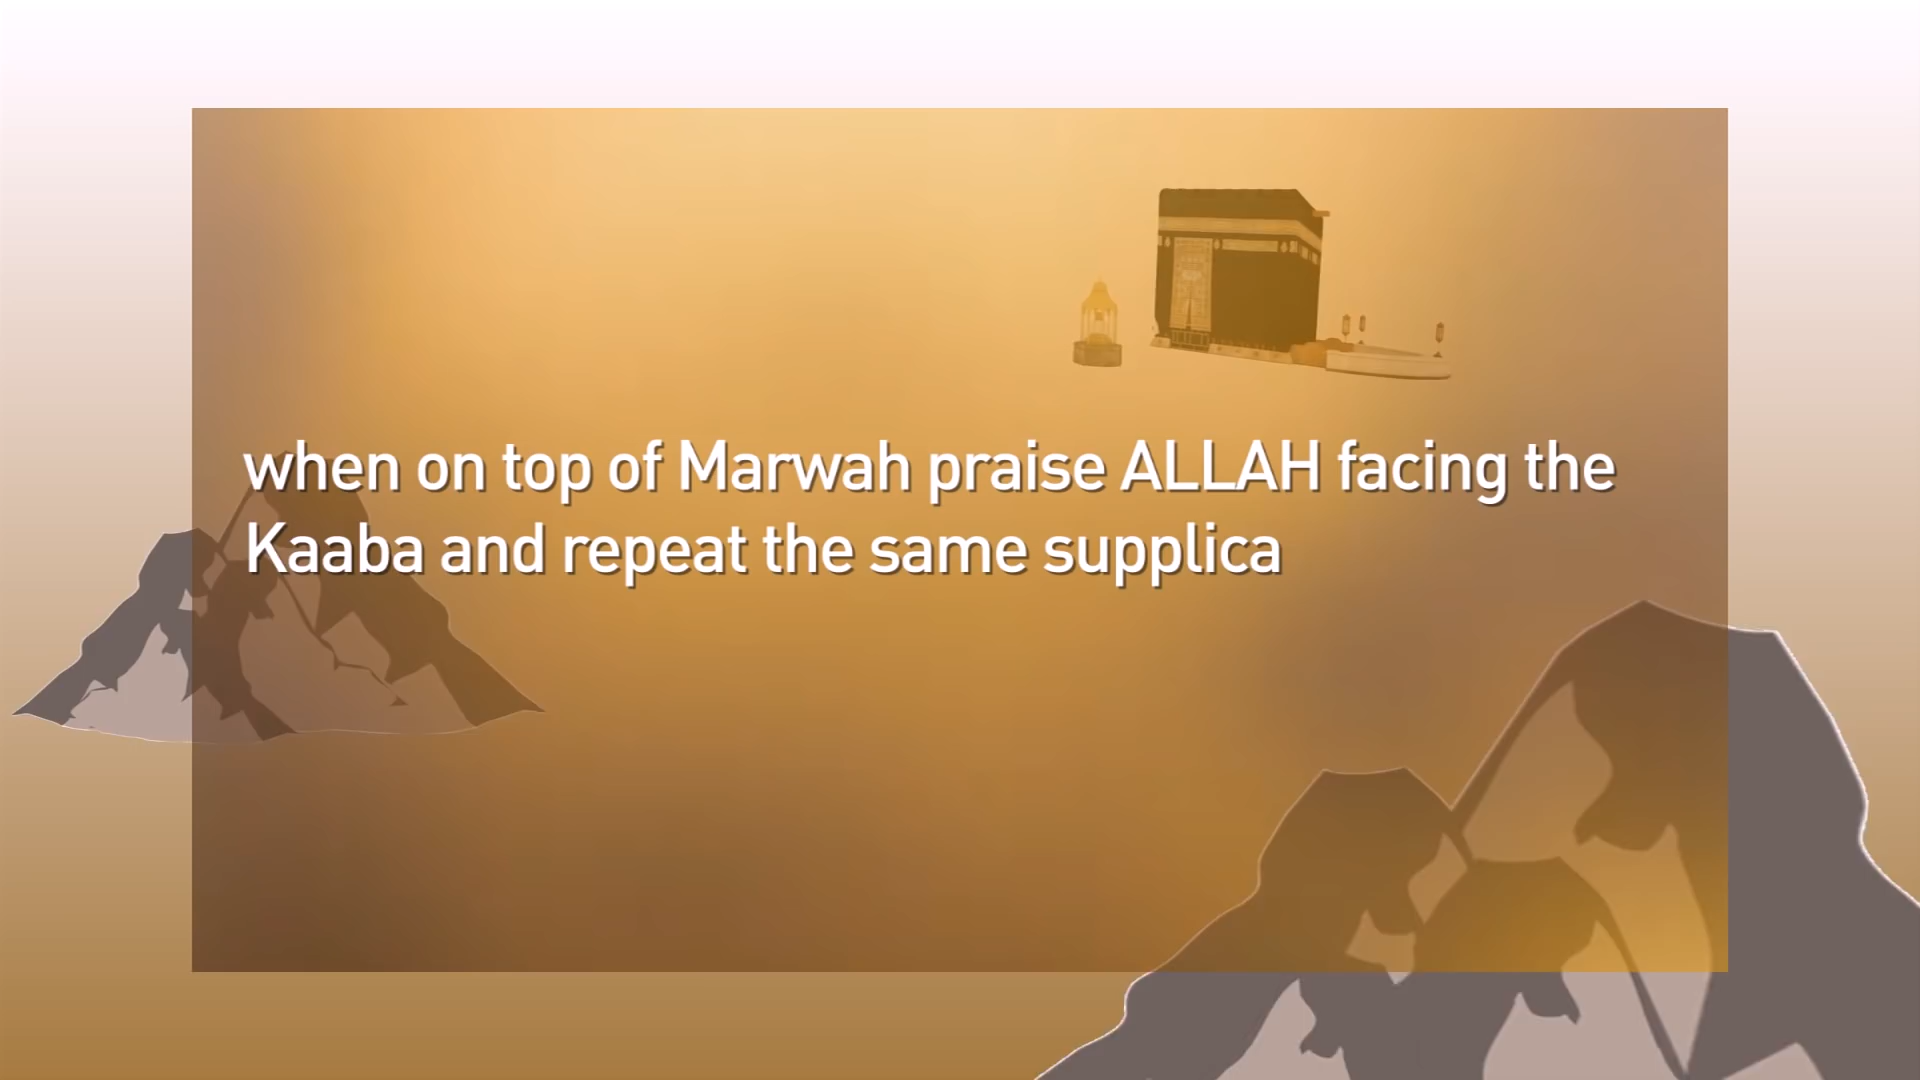 when on top of Marwah praise ALLAH facing the
Kaaba and repeat the same supplica